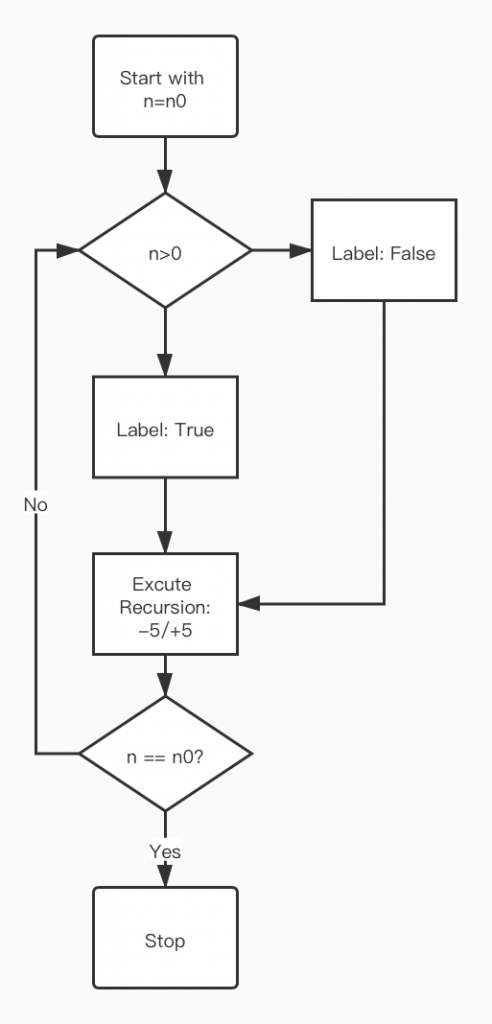 Start with
n=n0
n>0
Label: False
Label: True
No
Excute
Recursion:
−5/+5
n == n0?
Yes
Stop